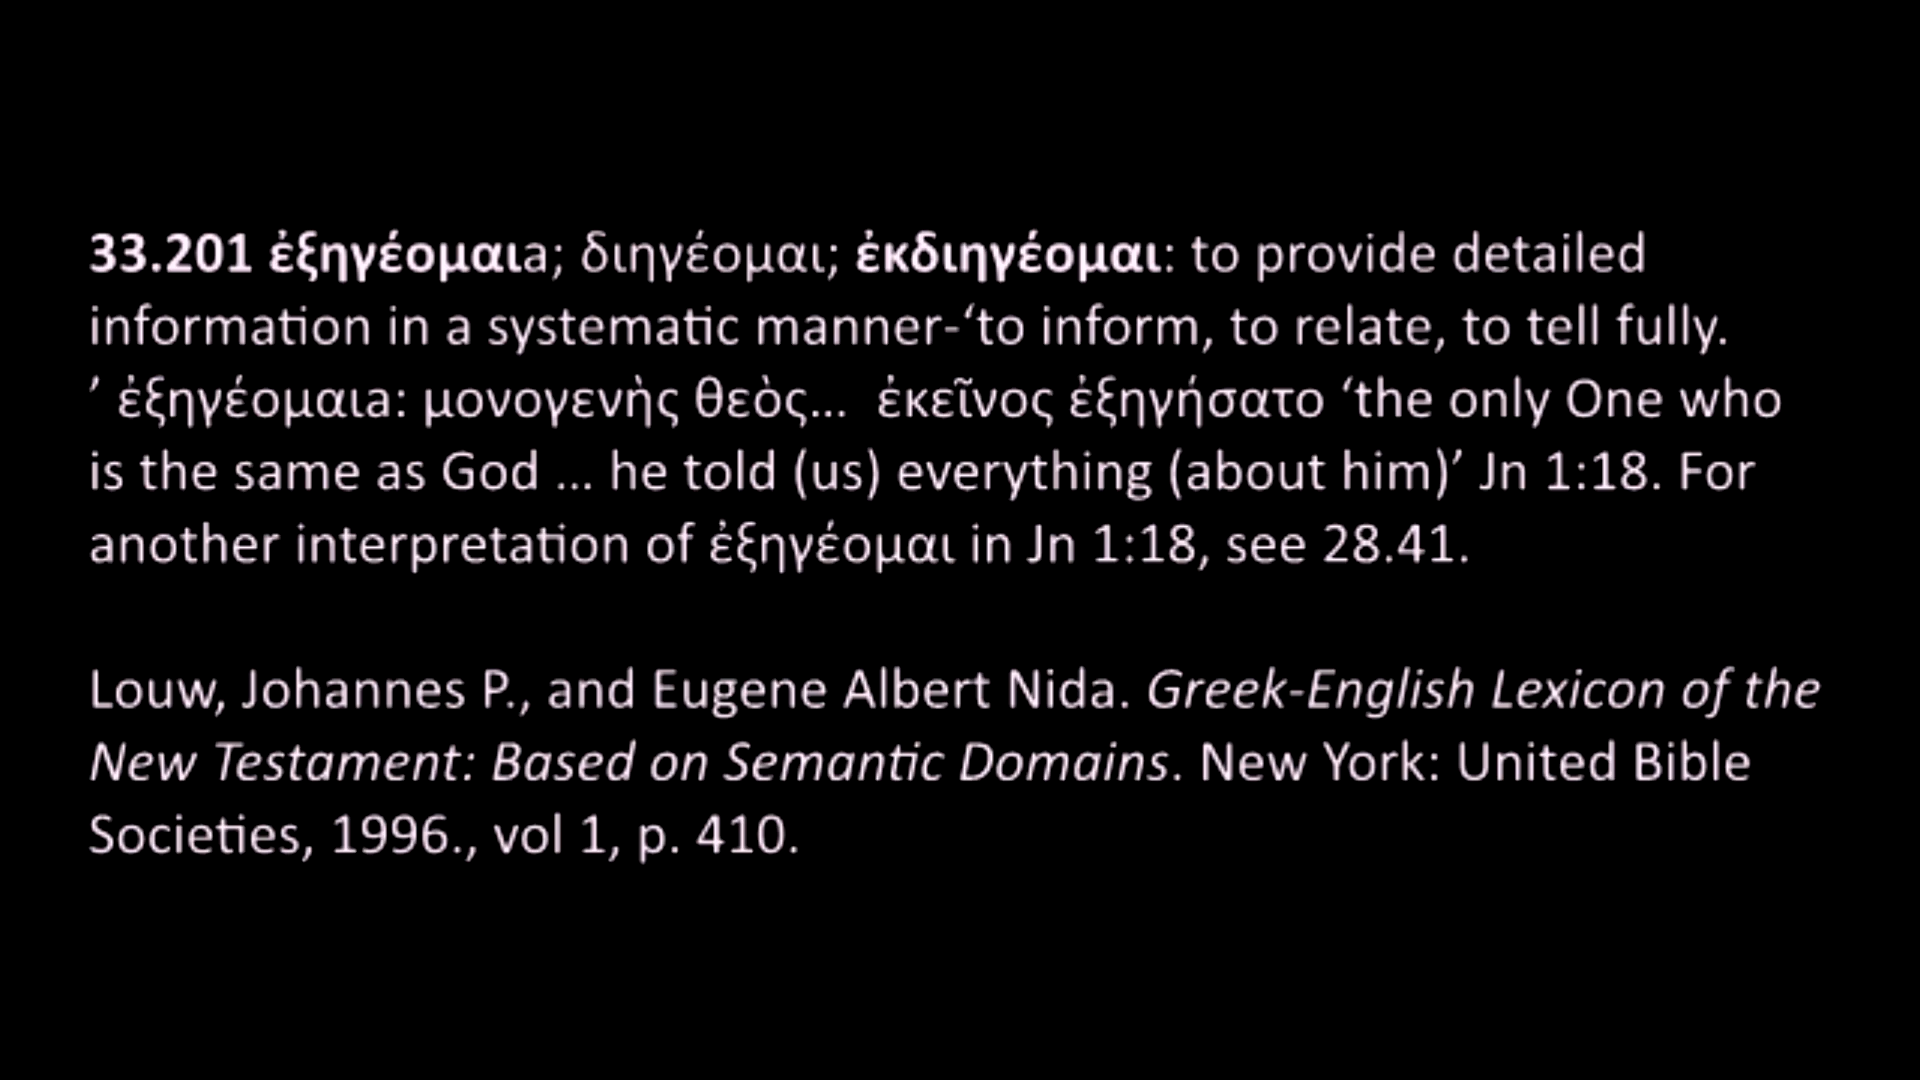 33.201 ἐξηγέομαιa; διηγέομαι; ἐκδιηγέομαι: to provide detailed
information in a systematic manner-‘to inform, to relate, to tell fully.
’ ἐξηγέομαιa: μονογενὴς θεὸς... ἐκεῖνος ἐξηγήσατο ‘the only One who
is the same as God ... he told (us) everything (about him)’ Jn 1:18. For
another interpretation of ἐξηγέομαι in Jn 1:18, see 28.41.
Louw, Johannes P., and Eugene Albert Nida. Greek-English Lexicon of the
New Testament: Based on Semantic Domains. New York: United Bible
Societies, 1996., vol 1, p. 410.